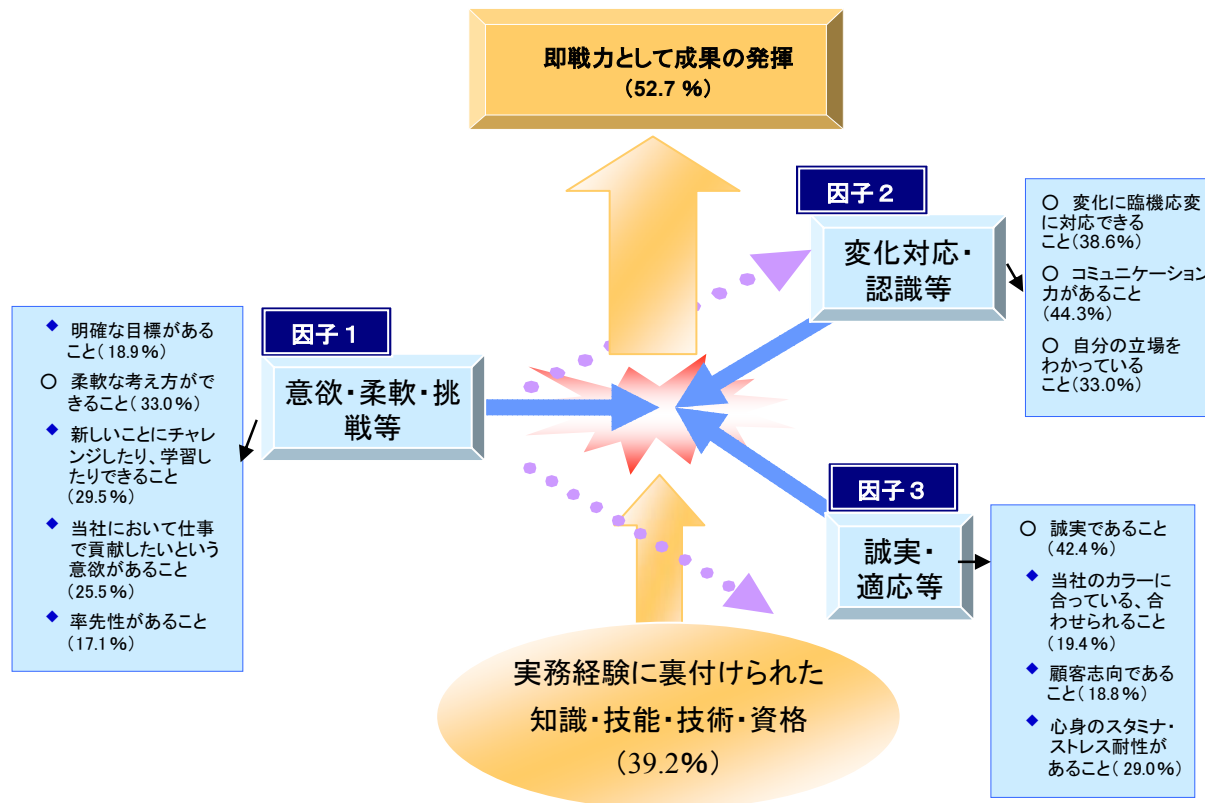 即戦力として成果の発揮
(52.7 %)
因子２
変化対応・
認識等
○ 変化に臨機応変
に対応できる
こと(38.6%)
○ コミュニケーション
力があること
(44.3%)
○ 自分の立場を
わかっている
こと(33.0%)
因子１
意欲・柔軟・挑
戦等
◆ 明確な目標がある
こと(18.9%)
○ 柔軟な考え方がで
きること(33.0%)
◆ 新しいことにチャレ
ンジしたり、学習し
たりできること
(29.5%)
◆ 当社において仕事
で貢献したいという
意欲があること
(25.5%)
◆ 率先性があること
(17.1%)
因子３
誠実・
適応等
○ 誠実であること
(42.4%)
◆ 当社のカラーに
合っている、合
わせられること
(19.4%)
◆ 顧客志向である
こと(18.8%)
◆ 心身のスタミナ・
ストレス耐性が
あること(29.0%)
実務経験に裏付けられた
知識・技能・技術・資格
(39.2%)